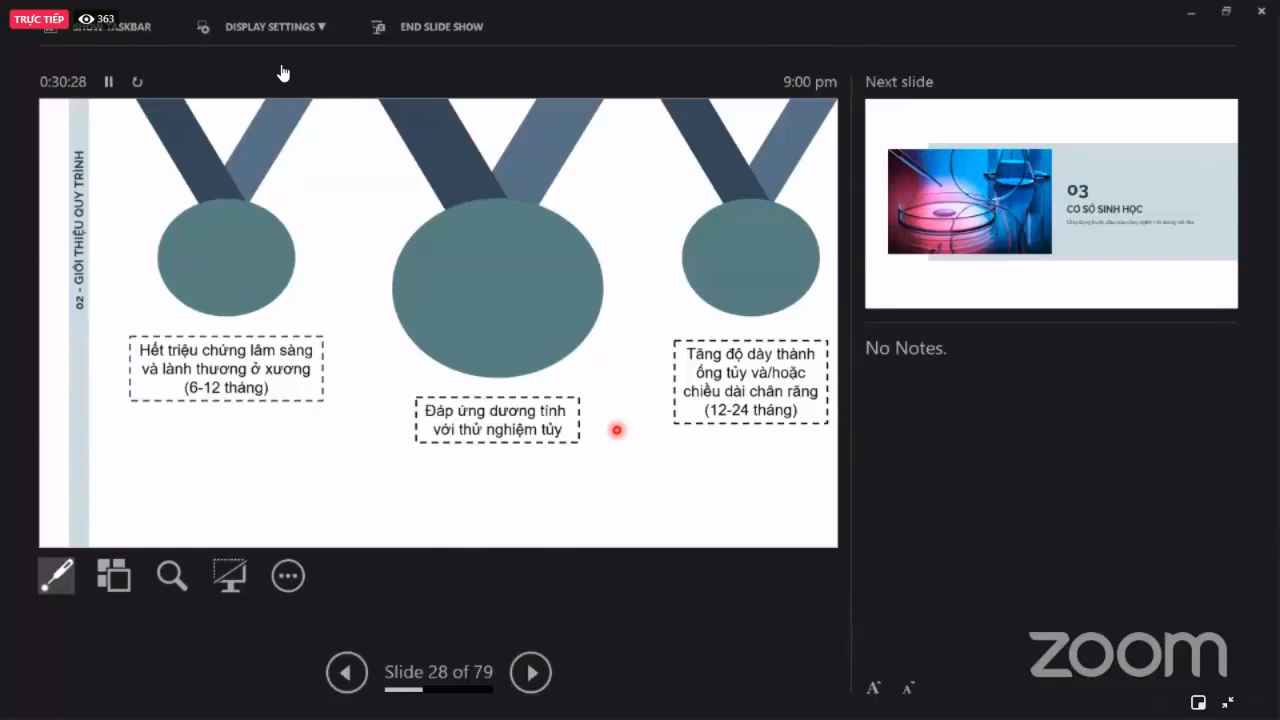 TRỰC TIẾP
363
SHOW TASKBAR
DISPLAY SETTINGS ▼
END SLIDE SHOW
0:30:28
9:00 pm
Next slide
02 - GIỚI THIỆU QUY TRÌNH
Hết triệu chứng lâm sàng
và lành thương ở xương
(6-12 tháng)
Đáp ứng dương tính
với thử nghiệm tủy
Tăng độ dày thành
ống tủy và/hoặc
chiều dài chân răng
(12-24 tháng)
03
CƠ SỞ SINH HỌC
No Notes.
Slide 28 of 79
A A
zoom